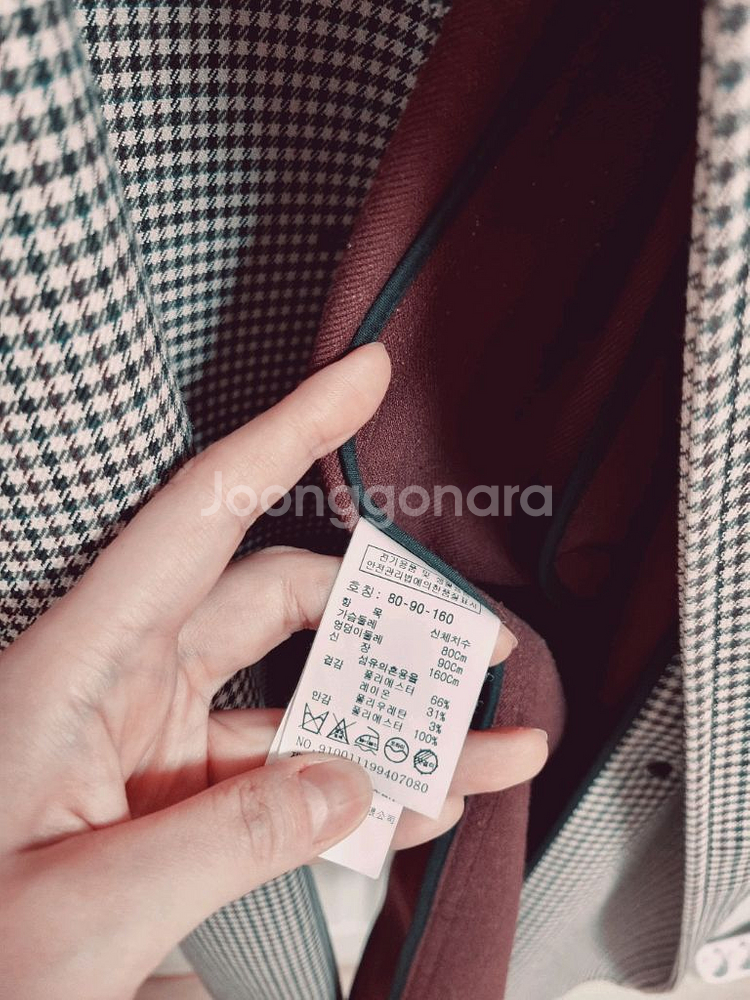 Joonggonara
전기용품 및 생활
안전관리법에의한품질표시
호칭: 80-90-160
항 목 신체치수
가슴둘레 80Cm
엉덩이둘레 90Cm
신 장 160Cm
섬유의혼용율
겉감 폴리에스터 66%
레이온 31%
폴리우레탄 3%
안감 폴리에스터 100%
NO.910011199407080